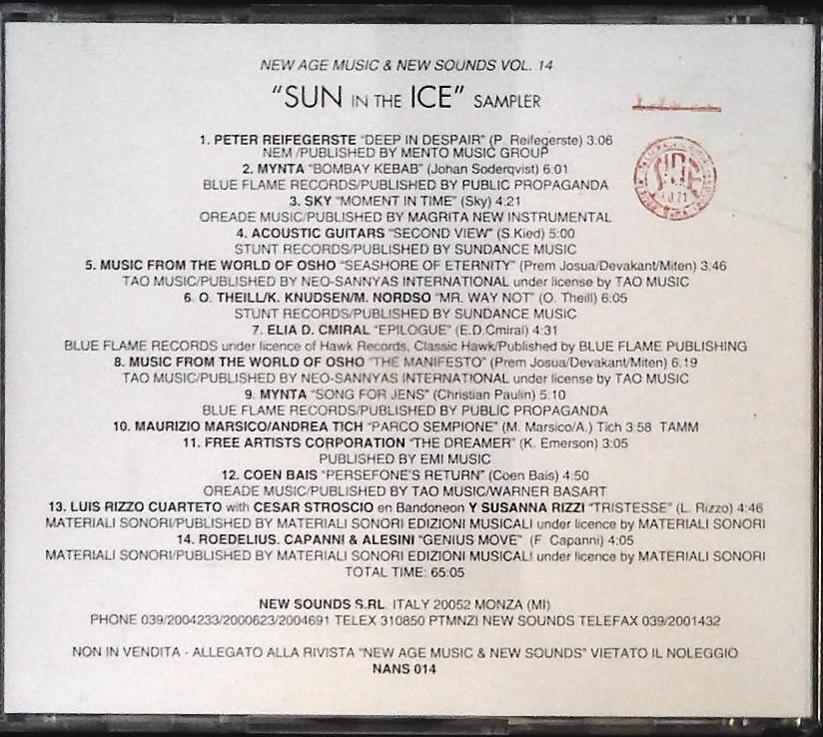 NEW AGE MUSIC & NEW SOUNDS VOL. 14
"SUN IN THE ICE" SAMPLER
1. PETER REIFEGERSTE "DEEP IN DESPAIR" (P. Reifegerste) 3:06
NEM /PUBLISHED BY MENTO MUSIC GROUP
2. MYNTA "BOMBAY KEBAB" (Johan Soderqvist) 6:01
BLUE FLAME RECORDS/PUBLISHED BY PUBLIC PROPAGANDA
3. SKY "MOMENT IN TIME" (Sky) 4:21
OREADE MUSIC/PUBLISHED BY MAGRITA NEW INSTRUMENTAL
4. ACOUSTIC GUITARS "SECOND VIEW" (S.Kied) 5:00
STUNT RECORDS/PUBLISHED BY SUNDANCE MUSIC
5. MUSIC FROM THE WORLD OF OSHO "SEASHORE OF ETERNITY" (Prem Josua/Devakant/Miten) 3:46
TAO MUSIC/PUBLISHED BY NEO-SANNYAS INTERNATIONAL under license by TAO MUSIC
6. O. THEILL/K. KNUDSEN/M. NORDSO "MR. WAY NOT" (O. Theill) 6:05
STUNT RECORDS/PUBLISHED BY SUNDANCE MUSIC
7. ELIA D. CMIRAL "EPILOGUE" (E.D.Cmiral) 4:31
BLUE FLAME RECORDS under licence of Hawk Records, Classic Hawk/Published by BLUE FLAME PUBLISHING
8. MUSIC FROM THE WORLD OF OSHO "THE MANIFESTO" (Prem Josua/Devakant/Miten) 6.19
TAO MUSIC/PUBLISHED BY NEO-SANNYAS INTERNATIONAL under license by TAO MUSIC
9. MYNTA "SONG FOR JENS" (Christian Paulin) 5.10
BLUE FLAME RECORDS/PUBLISHED BY PUBLIC PROPAGANDA
10. MAURIZIO MARSICO/ANDREA TICH "PARCO SEMPIONE" (M. Marsico/A.) Tich 3:58 TAMM
11. FREE ARTISTS CORPORATION "THE DREAMER" (K. Emerson) 3:05
PUBLISHED BY EMI MUSIC
12. COEN BAIS "PERSEFONE'S RETURN" (Coen Bais) 4:50
OREADE MUSIC/PUBLISHED BY TAO MUSIC/WARNER BASART
13. LUIS RIZZO CUARTETO with CESAR STROSCIO en Bandoneon Y SUSANNA RIZZI "TRISTESSE" (L. Rizzo) 4:46
MATERIALI SONORI/PUBLISHED BY MATERIALI SONORI EDIZIONI MUSICALI under licence by MATERIALI SONORI
14. ROEDELIUS. CAPANNI & ALESINI "GENIUS MOVE" (F. Capanni) 4:05
MATERIALI SONORI/PUBLISHED BY MATERIALI SONORI EDIZIONI MUSICALI under licence by MATERIALI SONORI
TOTAL TIME: 65:05
NEW SOUNDS S.RL. ITALY 20052 MONZA (MI)
PHONE 039/2004233/2000623/2004691 TELEX 310850 PTMNZI NEW SOUNDS TELEFAX 039/2001432
NON IN VENDITA - ALLEGATO ALLA RIVISTA "NEW AGE MUSIC & NEW SOUNDS" VIETATO IL NOLEGGIO
NANS 014